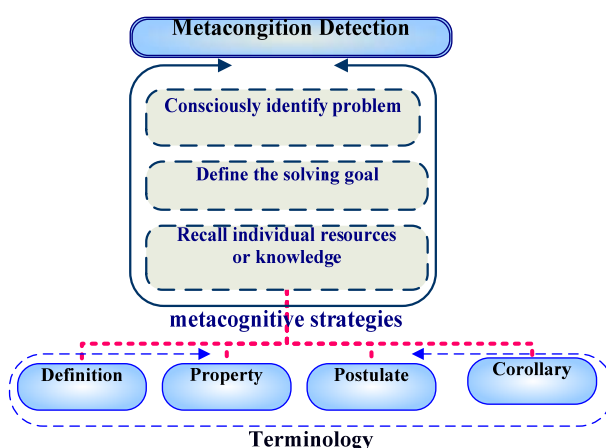 Metacongition Detection
Consciously identify problem
Define the solving goal
Recall individual resources
or knowledge
metacognitive strategies
Definition
Property
Postulate
Corollary
Terminology